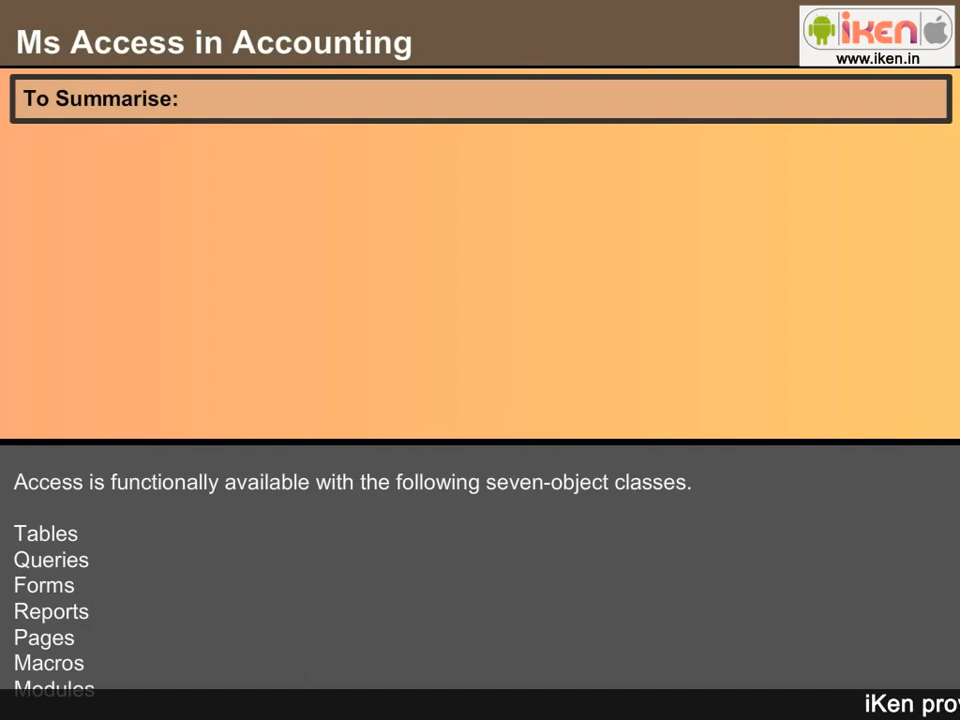 Ms Access in Accounting
iken
www.iken.in
To Summarise:
Access is functionally available with the following seven-object classes.
Tables
Queries
Forms
Reports
Pages
Macros
Modules
iKen prov